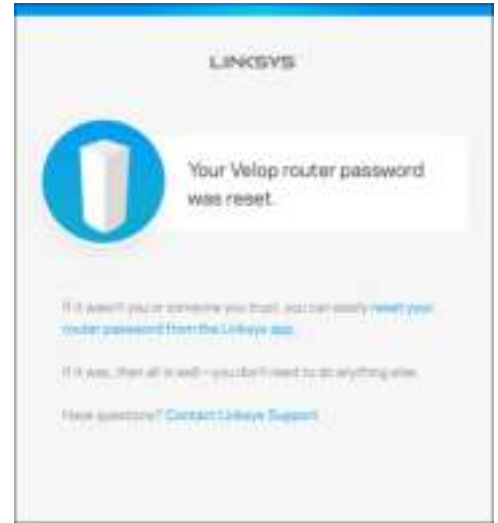 LINKSYS
Your Velop router password
was reset.
If it wasn't you or someone you trust, you can easily reset your
router password from the Linksys app.
If it was, then all is well – you don't need to do anything else.
Have questions? Contact Linksys Support